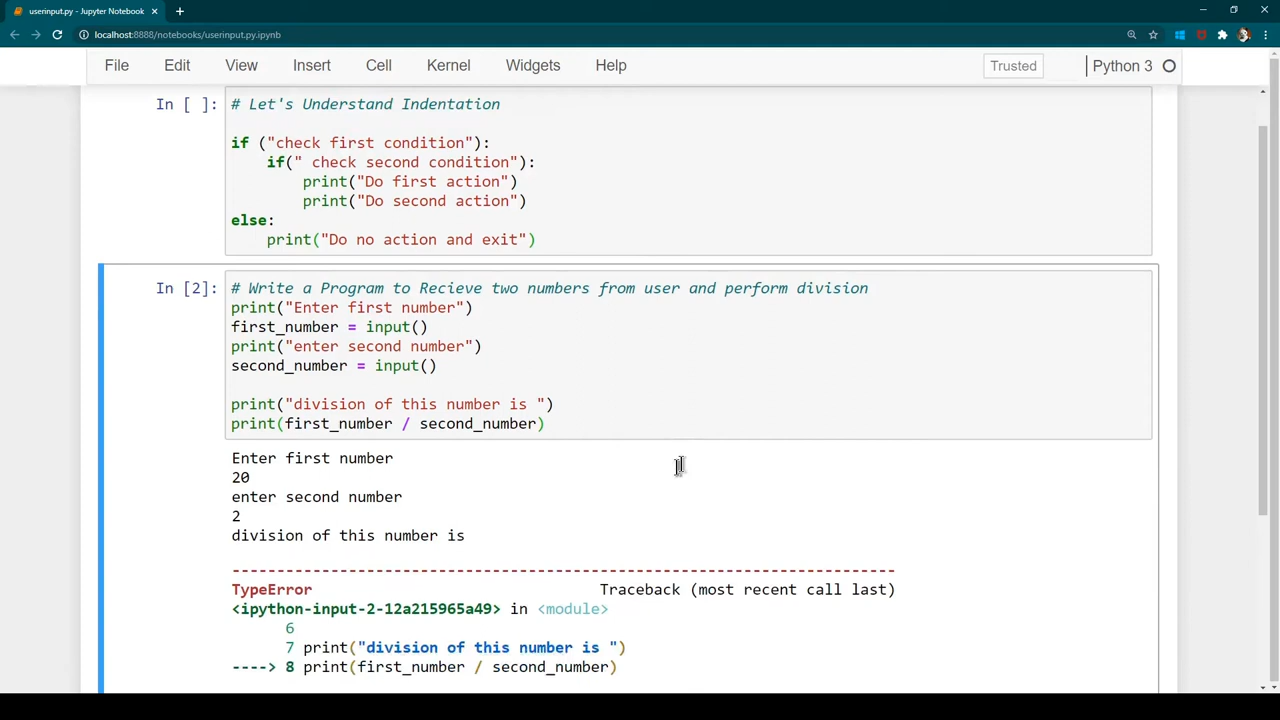 userinput.py - Jupyter Notebook
localhost:8888/notebooks/userinput.py.ipynb
File Edit View Insert Cell Kernel Widgets Help Trusted Python 3
In [ ]: # Let's Understand Indentation
if ("check first condition"):
    if(" check second condition"):
        print("Do first action")
        print("Do second action")
else:
    print("Do no action and exit")
In [2]: # Write a Program to Recieve two numbers from user and perform division
print("Enter first number")
first_number = input()
print("enter second number")
second_number = input()
print("division of this number is ")
print(first_number / second_number)
Enter first number
20
enter second number
2
division of this number is
---------------------------------------------------------------------------
TypeError                                 Traceback (most recent call last)
<ipython-input-2-12a215965a49> in <module>
      6
      7 print("division of this number is ")
----> 8 print(first_number / second_number)